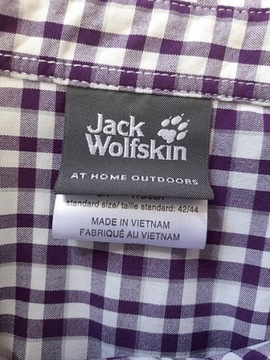 Jack
Wolfskin
AT HOME OUTDOORS
standard size/ taille standard: 42/44
MADE IN VIETNAM
FABRIQUÉ AU VIETNAM